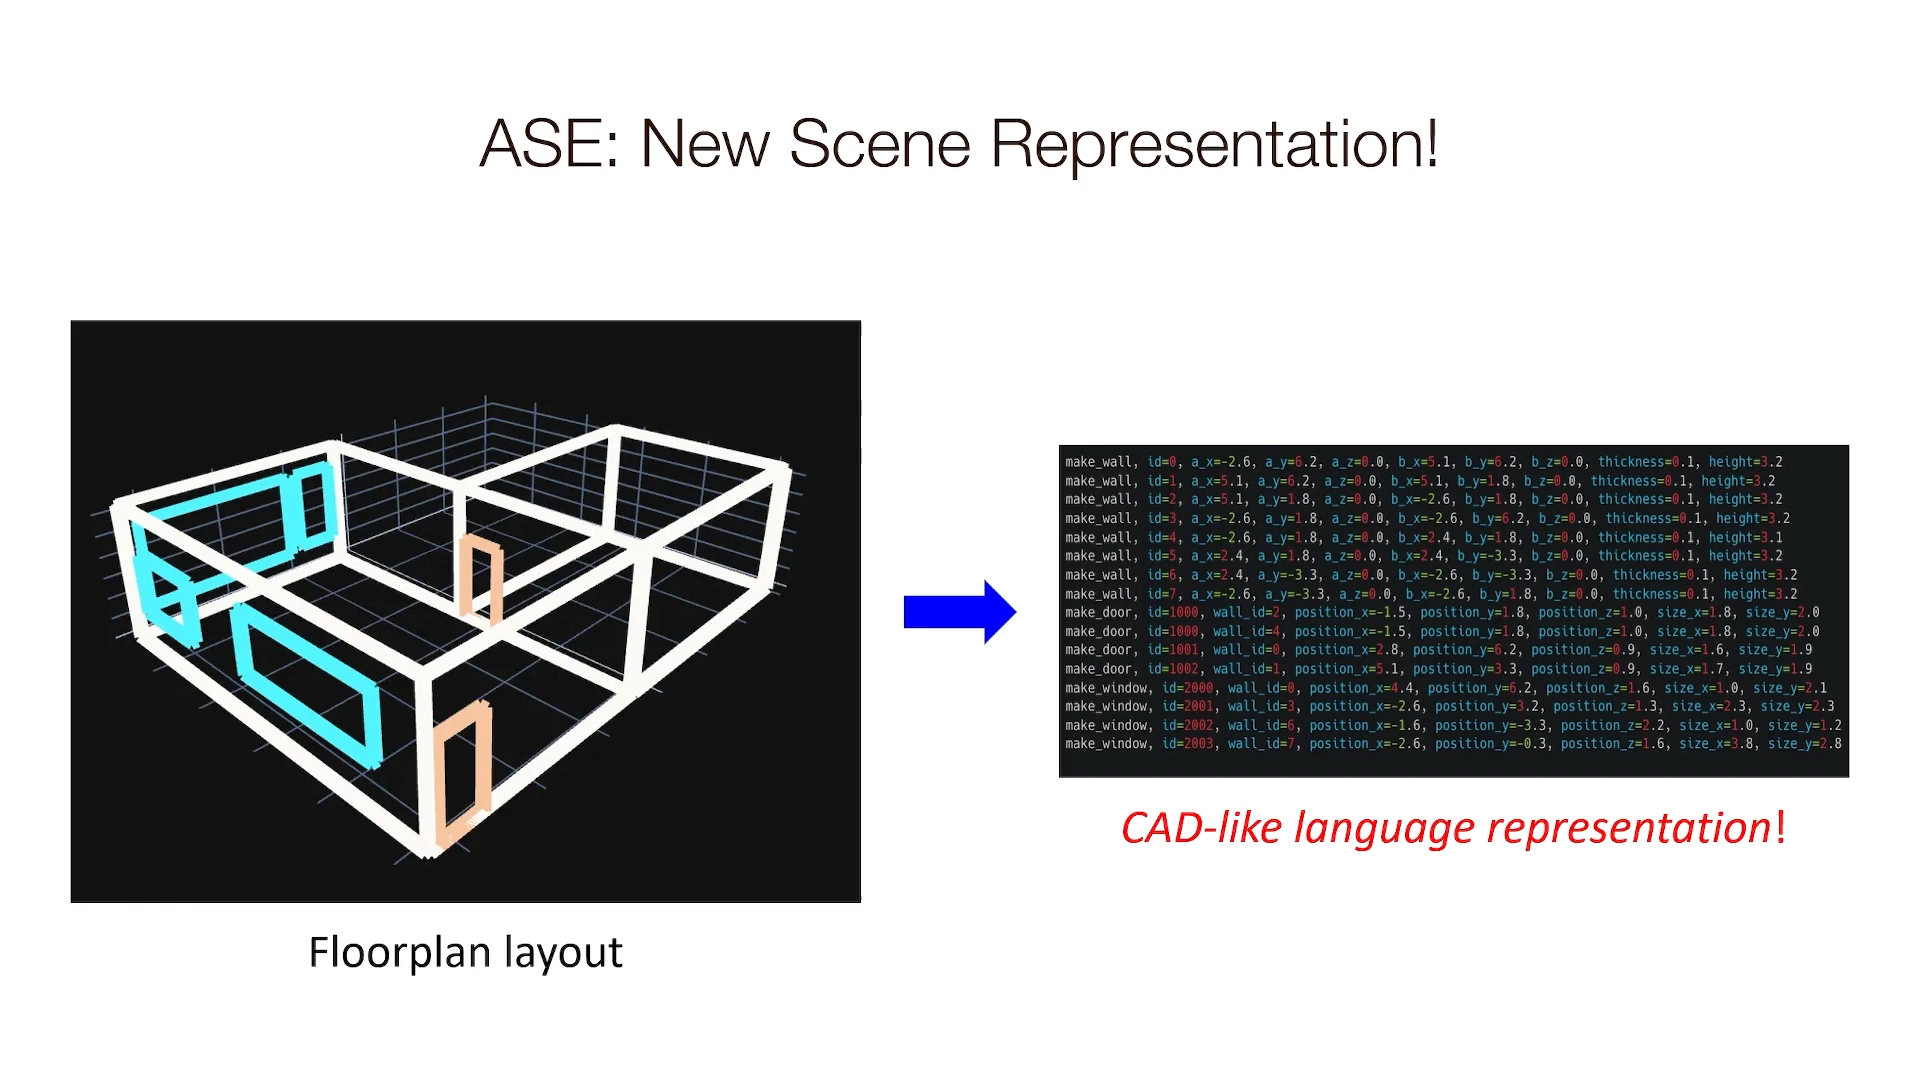 ASE: New Scene Representation!
make_wall, id=0, a_x=-2.6, a_y=6.2, a_z=0.0, b_x=5.1, b_y=6.2, b_z=0.0, thickness=0.1, height=3.2
make_wall, id=1, a_x=5.1, a_y=6.2, a_z=0.0, b_x=5.1, b_y=1.8, b_z=0.0, thickness=0.1, height=3.2
make_wall, id=2, a_x=5.1, a_y=1.8, a_z=0.0, b_x=-2.6, b_y=1.8, b_z=0.0, thickness=0.1, height=3.2
make_wall, id=3, a_x=-2.6, a_y=1.8, a_z=0.0, b_x=-2.6, b_y=6.2, b_z=0.0, thickness=0.1, height=3.2
make_wall, id=4, a_x=-2.6, a_y=1.8, a_z=0.0, b_x=2.4, b_y=1.8, b_z=0.0, thickness=0.1, height=3.1
make_wall, id=5, a_x=2.4, a_y=1.8, a_z=0.0, b_x=2.4, b_y=-3.3, b_z=0.0, thickness=0.1, height=3.2
make_wall, id=6, a_x=2.4, a_y=-3.3, a_z=0.0, b_x=-2.6, b_y=-3.3, b_z=0.0, thickness=0.1, height=3.2
make_wall, id=7, a_x=-2.6, a_y=-3.3, a_z=0.0, b_x=-2.6, b_y=1.8, b_z=0.0, thickness=0.1, height=3.2
make_door, id=1000, wall_id=2, position_x=-1.5, position_y=1.8, position_z=1.0, size_x=1.8, size_y=2.0
make_door, id=1000, wall_id=4, position_x=-1.5, position_y=1.8, position_z=1.0, size_x=1.8, size_y=2.0
make_door, id=1001, wall_id=0, position_x=2.8, position_y=6.2, position_z=0.9, size_x=1.6, size_y=1.9
make_door, id=1002, wall_id=1, position_x=5.1, position_y=3.3, position_z=0.9, size_x=1.7, size_y=1.9
make_window, id=2000, wall_id=0, position_x=4.4, position_y=6.2, position_z=1.6, size_x=1.0, size_y=2.1
make_window, id=2001, wall_id=3, position_x=-2.6, position_y=3.2, position_z=1.3, size_x=2.3, size_y=2.3
make_window, id=2002, wall_id=6, position_x=-1.6, position_y=-3.3, position_z=2.2, size_x=1.0, size_y=1.2
make_window, id=2003, wall_id=7, position_x=-2.6, position_y=-0.3, position_z=1.6, size_x=3.8, size_y=2.8
CAD-like language representation!
Floorplan layout